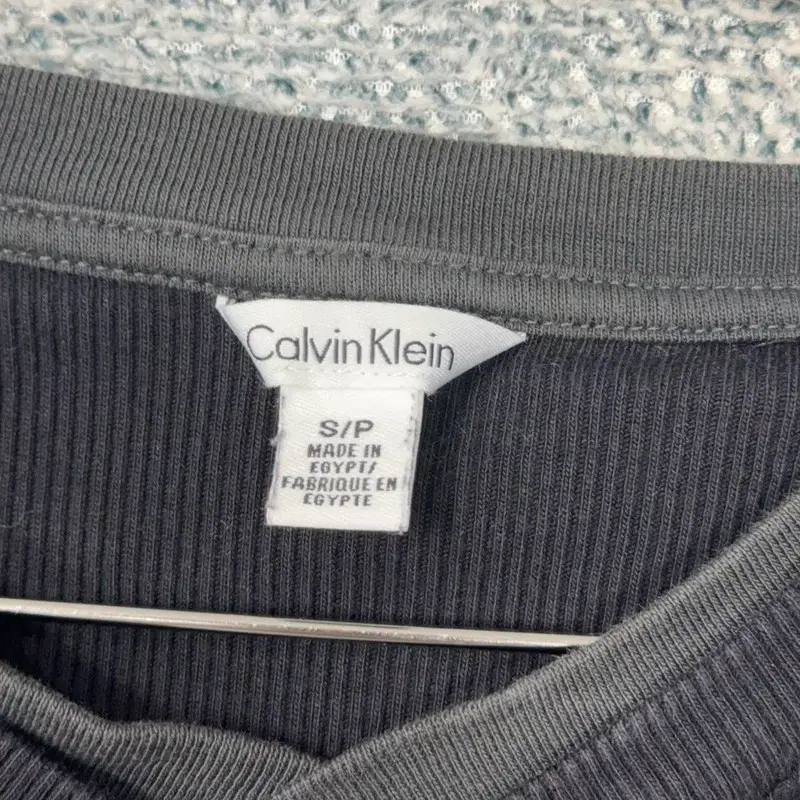 Calvin Klein
S/P
MADE IN
EGYPT/
FABRIQUE EN
EGYPTE